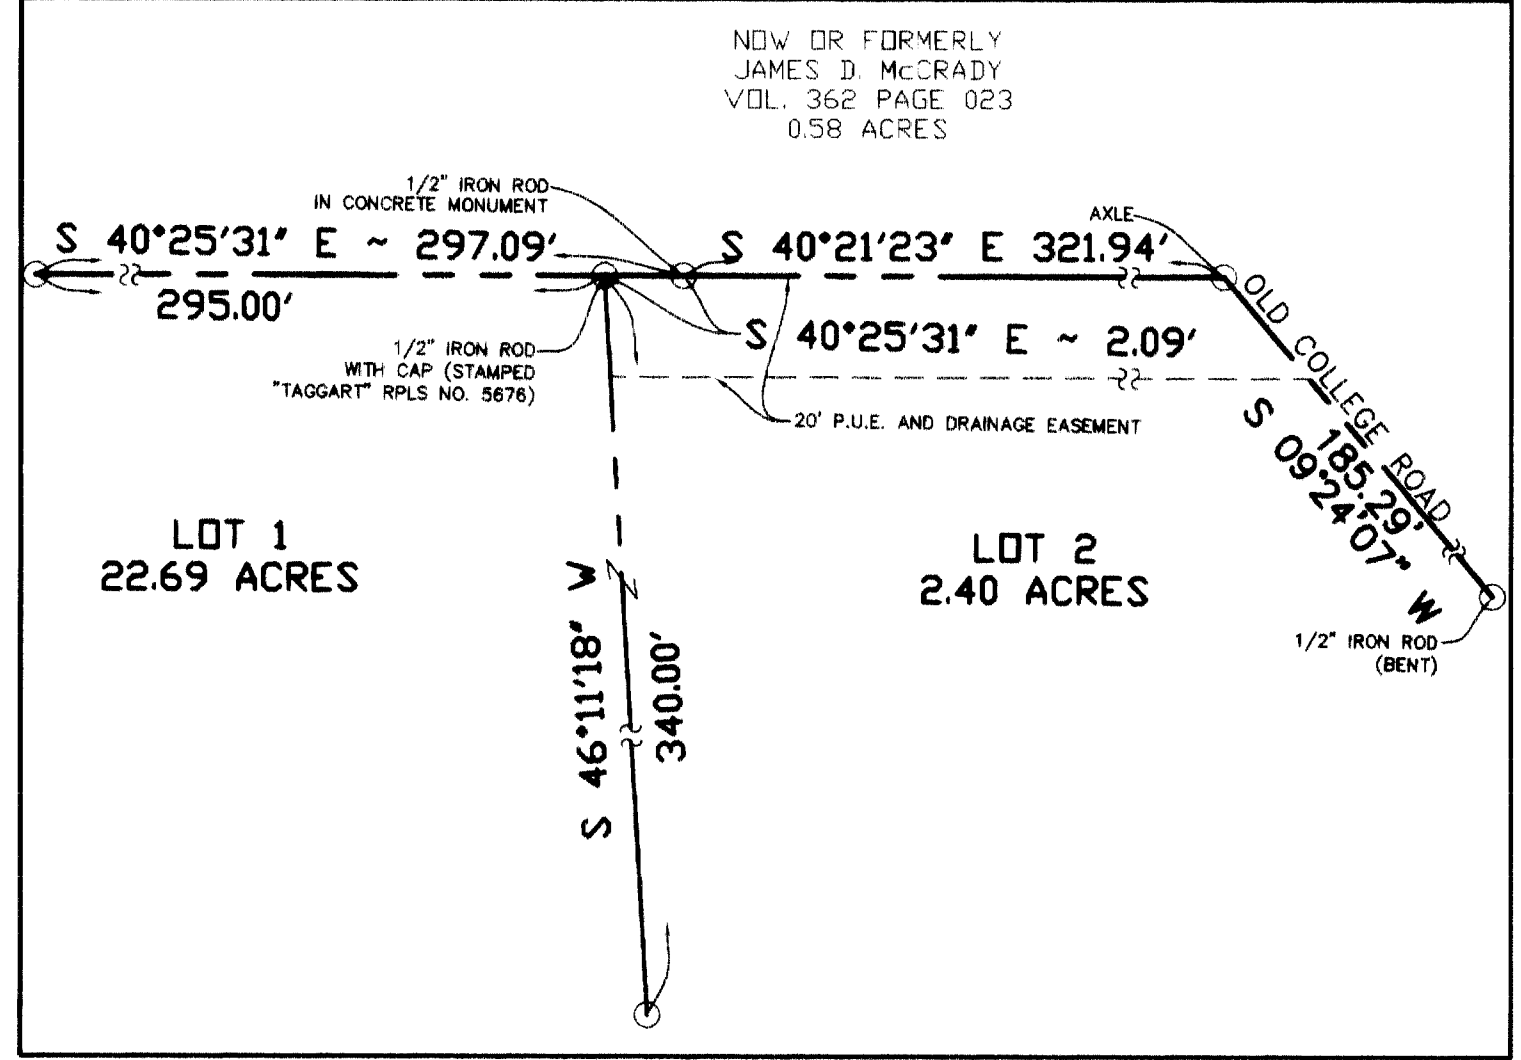 NOW OR FORMERLY
JAMES D. McCRADY
VOL. 362 PAGE 023
0.58 ACRES
1/2" IRON ROD
IN CONCRETE MONUMENT
AXLE
S 40°25'31" E ~ 297.09'
S 40°21'23" E 321.94'
295.00'
OLD COLLEGE ROAD
S 40°25'31" E ~ 2.09'
1/2" IRON ROD
WITH CAP (STAMPED
"TAGGART" RPLS NO. 5676)
20' P.U.E. AND DRAINAGE EASEMENT
185.29'
S 09°24'07" W
LOT 1
22.69 ACRES
LOT 2
2.40 ACRES
S 46°11'18" W
340.00'
1/2" IRON ROD
(BENT)